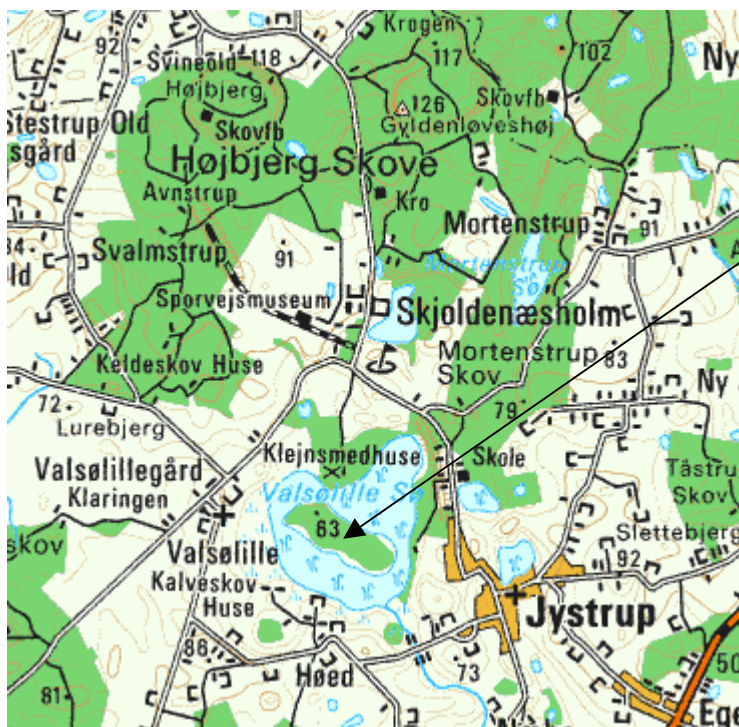 Krogen
92
118
117
102
Ny
Svineold
Højbjerg
126
Skovfb
Stestrup Old
Skovfb
Gyldenløveshøj
sgård
Højbjerg Skove
Avnstrup
Kro
Mortenstrup
91
84
Svalmstrup
91
Mortenstrup
Sø
A
ld
Sporvejsmuseum
Skjoldenæsholm
Keldeskov Huse
Mortenstrup
83
Skov
Ny
72
79
Lurebjerg
Klejnsmedhuse
Skole
Valsølillegård
Tåstru
Klaringen
Valsølille Sø
Skov
63
Slettebjerg
skov
Valsølille
92
Kalveskov
Huse
Jystrup
86
73
50
Høed
81
Ege